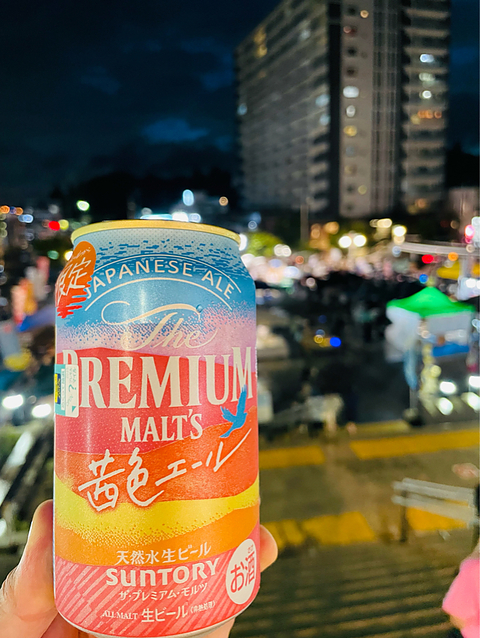 限定
JAPANESE ALE
The
PREMIUM
MALT'S
茜色エール
天然水生ビール
SUNTORY
ザ・プレミアム・モルツ
ALL MALT 生ビール
お酒